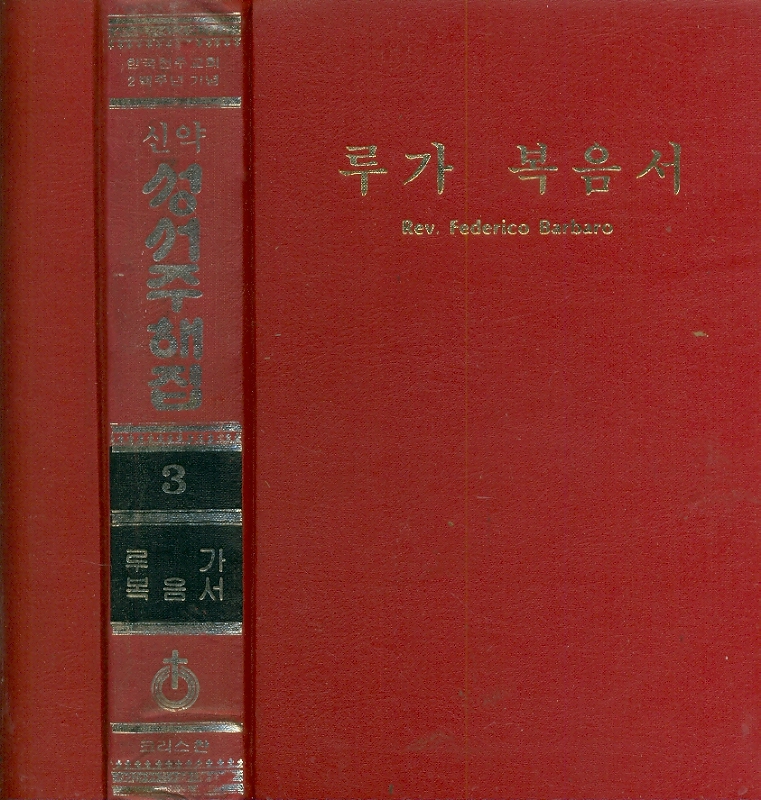 한국천주교회
2백주년 기념
신약
성서주해집
3
루가
복음서
크리스찬
루가 복음서
Rev. Federico Barbaro